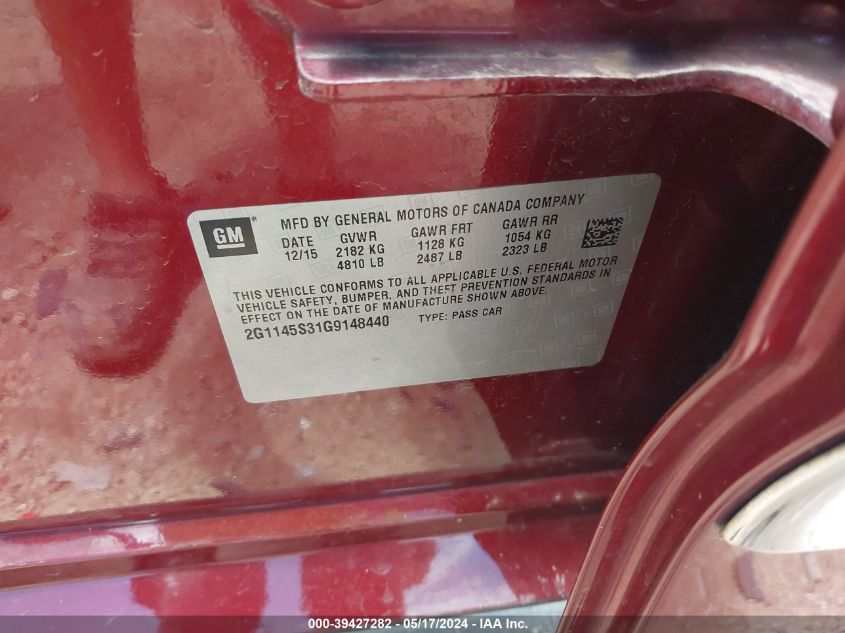 GM
MFD BY GENERAL MOTORS OF CANADA COMPANY
DATE GVWR GAWR FRT GAWR RR
12/15 2182 KG 1128 KG 1054 KG
4810 LB 2487 LB 2323 LB
THIS VEHICLE CONFORMS TO ALL APPLICABLE U.S. FEDERAL MOTOR
VEHICLE SAFETY, BUMPER, AND THEFT PREVENTION STANDARDS IN
EFFECT ON THE DATE OF MANUFACTURE SHOWN ABOVE.
2G1145S31G9148440 TYPE: PASS CAR
000-39427282 - 05/17/2024 - IAA Inc.